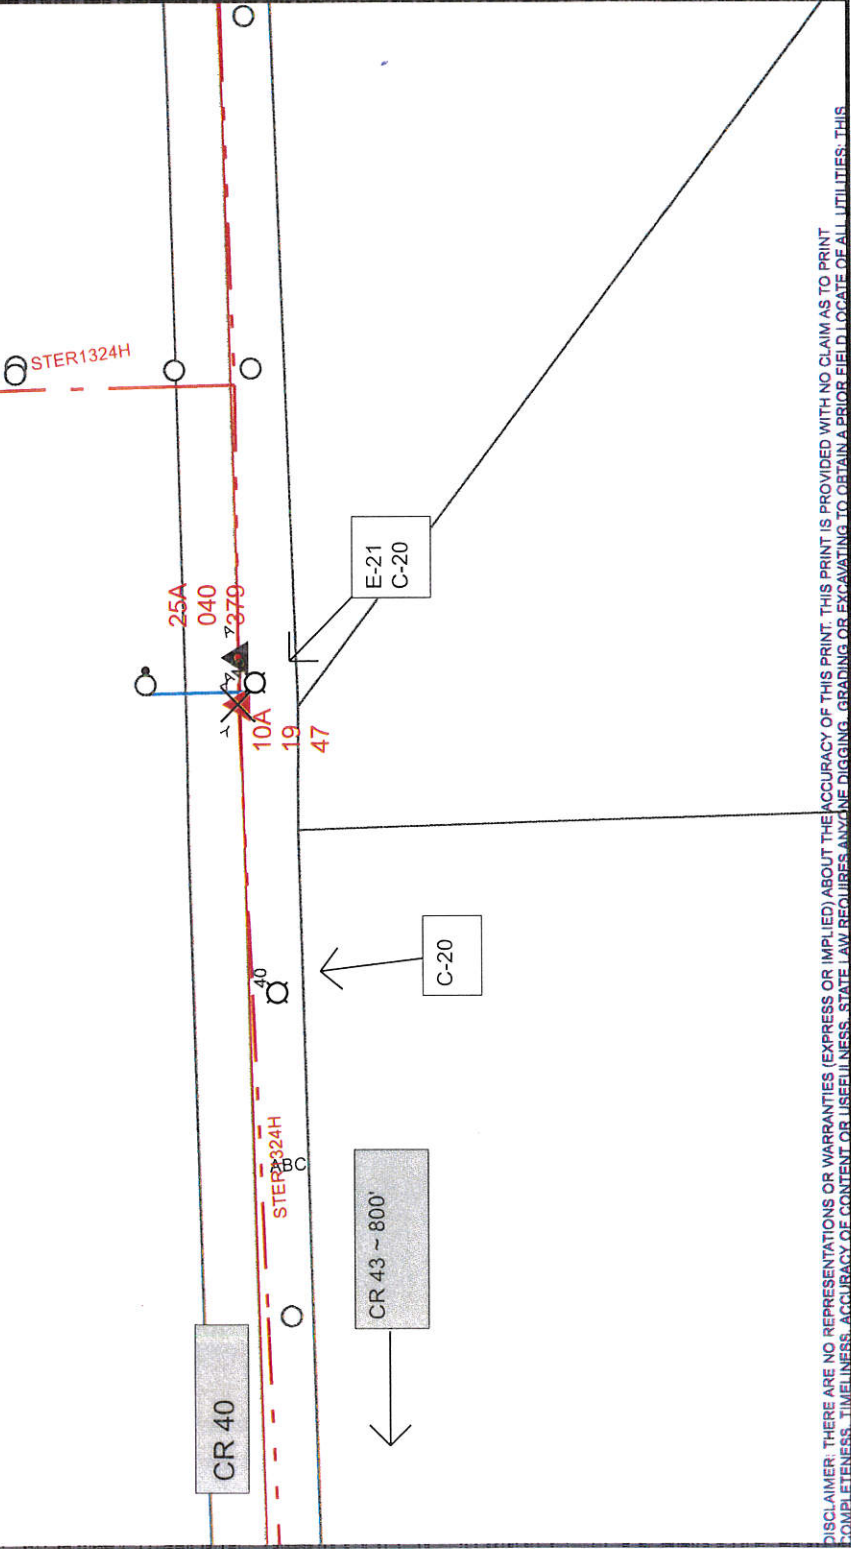 STER1324H
25A
040
379
10A
19
47
E-21
C-20
40
C-20
STER1324H
ABC
CR 43 ~ 800'
CR 40
DISCLAIMER: THERE ARE NO REPRESENTATIONS OR WARRANTIES (EXPRESS OR IMPLIED) ABOUT THE ACCURACY OF THIS PRINT. THIS PRINT IS PROVIDED WITH NO CLAIM AS TO PRINT
COMPLETENESS, TIMELINESS, ACCURACY OF CONTENT OR USEFULNESS. STATE LAW REQUIRES ANYONE DIGGING, GRADING OR EXCAVATING TO OBTAIN A PRIOR FIELD LOCATE OF ALL UTILITIES; THIS